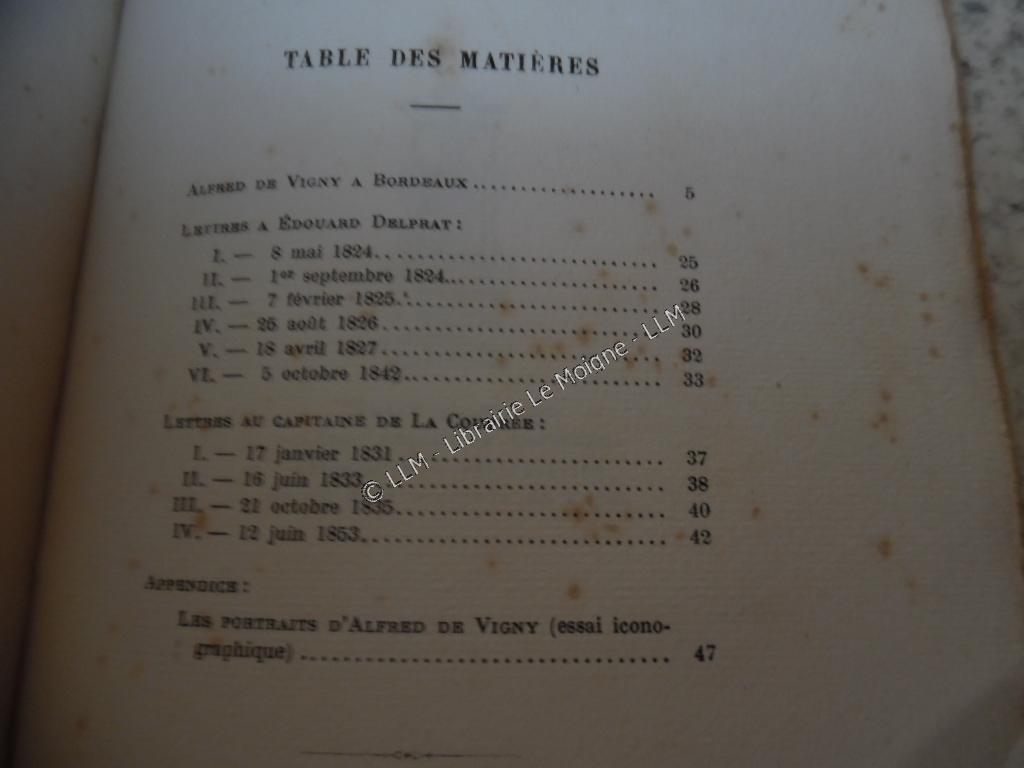 TABLE DES MATIÈRES
ALFRED DE VIGNY A BORDEAUX................... 5
LETTRES A ÉDOUARD DELPRAT :
I. — 8 mai 1824.............................. 25
II. — 1er septembre 1824...................... 26
III. — 7 février 1825.......................... 28
IV. — 25 août 1826............................ 30
V. — 18 avril 1827............................ 32
VI. — 5 octobre 1842.......................... 33
LETTRES AU CAPITAINE DE LA
I. — 17 janvier 1831.......................... 37
II. — 16 juin 1833............................ 38
III. — 21 octobre 1835......................... 40
IV. — 12 juin 1853............................ 42
APPENDICE :
LES PORTRAITS D'ALFRED DE VIGNY (essai icono-
graphique)................................ 47
© LLM - Librairie Le Moigne - LLM